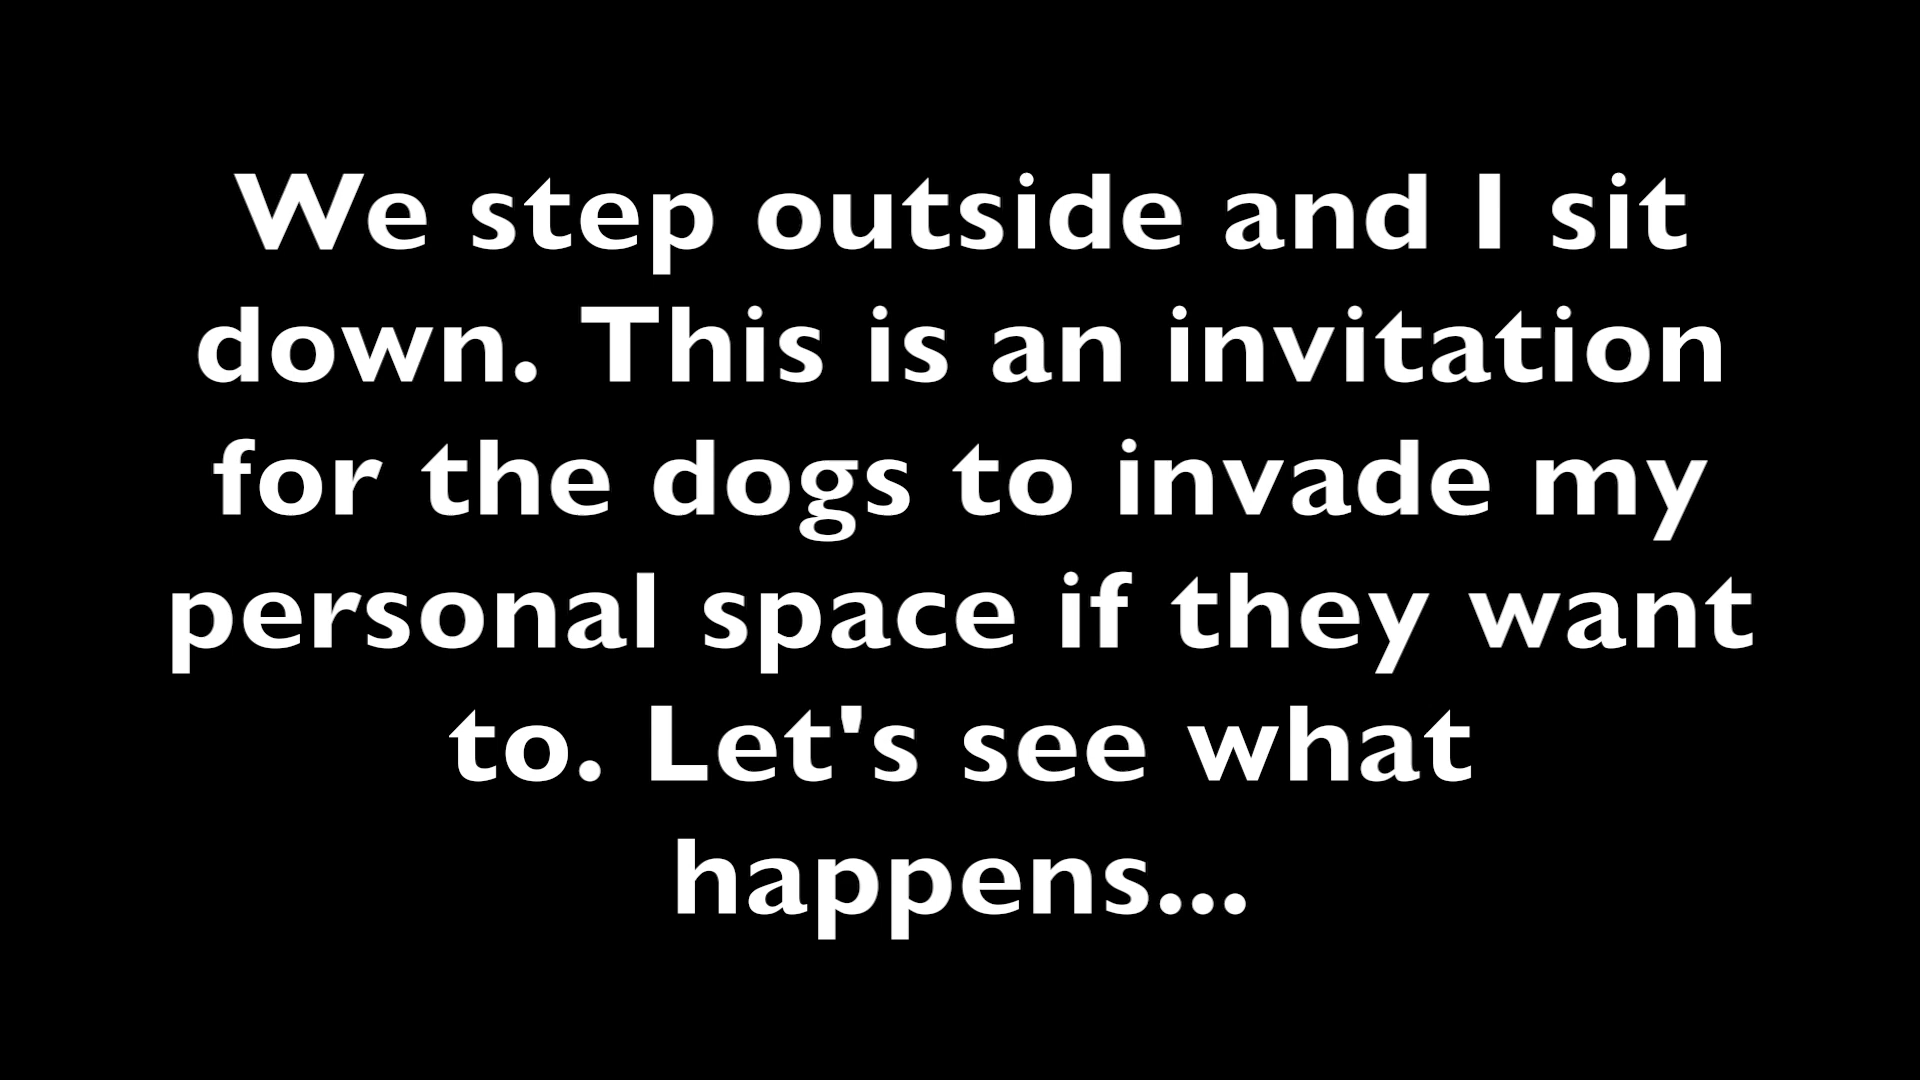 We step outside and I sit
down. This is an invitation
for the dogs to invade my
personal space if they want
to. Let's see what
happens...